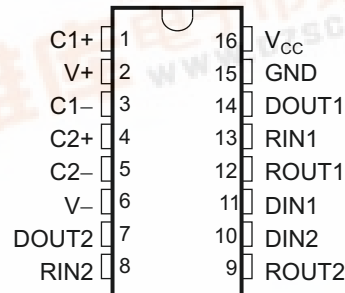 C1+ 1 16 VCC
V+ 2 15 GND
C1− 3 14 DOUT1
C2+ 4 13 RIN1
C2− 5 12 ROUT1
V− 6 11 DIN1
DOUT2 7 10 DIN2
RIN2 8 9 ROUT2